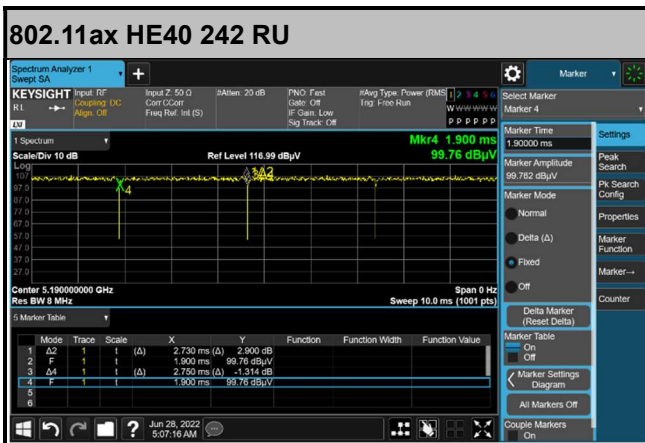 802.11ax HE40 242 RU
Spectrum Analyzer 1
Swept SA
Marker
KEYSIGHT Input: RF Input Z: 50 Ω #Atten: 20 dB PNO: Fast #Avg Type: Power (RMS 1 2 3 4 5 6
R L Coupling: DC Corr CCorr Gate: Off Trig: Free Run
Align: Off Freq Ref: Int (S) IF Gain: Low W W W W W W
LXI Sig Track: Off P P P P P P
Select Marker
Marker 4
1 Spectrum
Mkr4 1.900 ms
Scale/Div 10 dB Ref Level 116.99 dBµV 99.76 dBµV
Log
107
97.0
87.0
77.0
67.0
57.0
47.0
37.0
27.0
4
Center 5.190000000 GHz Span 0 Hz
Res BW 8 MHz Sweep 10.0 ms (1001 pts)
5 Marker Table
Mode Trace Scale X Y Function Function Width Function Value
1 Δ2 1 t (Δ) 2.730 ms (Δ) 2.900 dB
2 F 1 t 1.900 ms 99.76 dBµV
3 Δ4 1 t (Δ) 2.750 ms (Δ) -1.314 dB
4 F 1 t 1.900 ms 99.76 dBµV
5
6
Marker Time
1.90000 ms
Marker Amplitude
99.762 dBµV
Marker Mode
Normal
Delta (Δ)
Fixed
Off
Delta Marker
(Reset Delta)
Marker Table
On
Off
Marker Settings
Diagram
All Markers Off
Couple Markers
On
Settings
Peak
Search
Pk Search
Config
Properties
Marker
Function
Marker→
Counter
Jun 28, 2022
5:07:16 AM